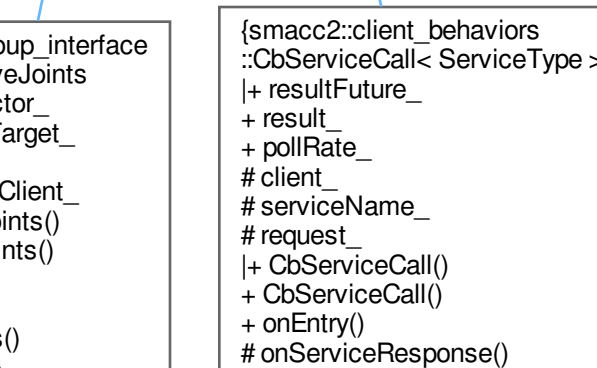 oup_interface
veJoints
ctor_
Target_
Client_
oints()
nts()
s()
{smacc2::client_behaviors
::CbServiceCall< ServiceType >
|+ resultFuture_
+ result_
+ pollRate_
# client_
# serviceName_
# request_
|+ CbServiceCall()
+ CbServiceCall()
+ onEntry()
# onServiceResponse()